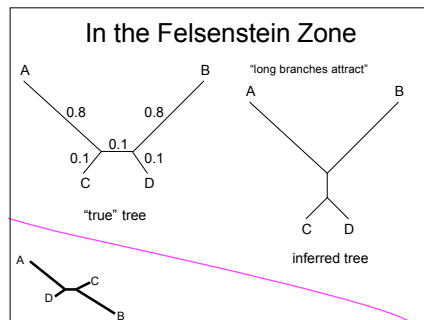 In the Felsenstein Zone
"long branches attract"
A B
A B
0.8 0.8
0.1
0.1 0.1
C D
"true" tree
C D
inferred tree
A
C
D
B